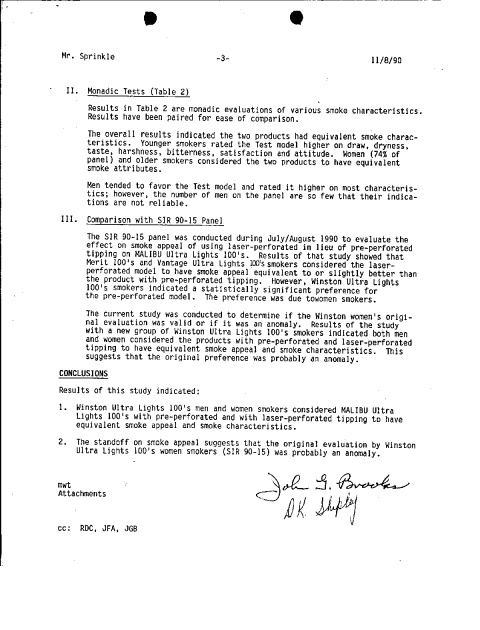 Mr. Sprinkle
-3-
11/8/90
II. Monadic Tests (Table 2)
Results in Table 2 are monadic evaluations of various smoke characteristics.
Results have been paired for ease of comparison.
The overall results indicated the two products had equivalent smoke charac-
teristics. Younger smokers rated the Test model higher on draw, dryness,
taste, harshness, bitterness, satisfaction and attitude. Women (74% of
panel) and older smokers considered the two products to have equivalent
smoke attributes.
Men tended to favor the Test model and rated it higher on most characteris-
tics; however, the number of men on the panel are so few that their indica-
tions are not reliable.
III. Comparison with SIR 90-15 Panel
The SIR 90-15 panel was conducted during July/August 1990 to evaluate the
effect on smoke appeal of using laser-perforated in lieu of pre-perforated
tipping on MALIBU Ultra Lights 100's. Results of that study showed that
Merit 100's and Vantage Ultra Lights 100's smokers considered the laser-
perforated model to have smoke appeal equivalent to or slightly better than
the product with pre-perforated tipping. However, Winston Ultra Lights
100's smokers indicated a statistically significant preference for
the pre-perforated model. The preference was due towomen smokers.
The current study was conducted to determine if the Winston women's origi-
nal evaluation was valid or if it was an anomaly. Results of the study
with a new group of Winston Ultra Lights 100's smokers indicated both men
and women considered the products with pre-perforated and laser-perforated
tipping to have equivalent smoke appeal and smoke characteristics. This
suggests that the original preference was probably an anomaly.
CONCLUSIONS
Results of this study indicated:
1. Winston Ultra Lights 100's men and women smokers considered MALIBU Ultra
Lights 100's with pre-perforated and with laser-perforated tipping to have
equivalent smoke appeal and smoke characteristics.
2. The standoff on smoke appeal suggests that the original evaluation by Winston
Ultra Lights 100's women smokers (SIR 90-15) was probably an anomaly.
John G. Brooks
D.K. Shipley
mwt
Attachments
cc: RDC, JFA, JGB